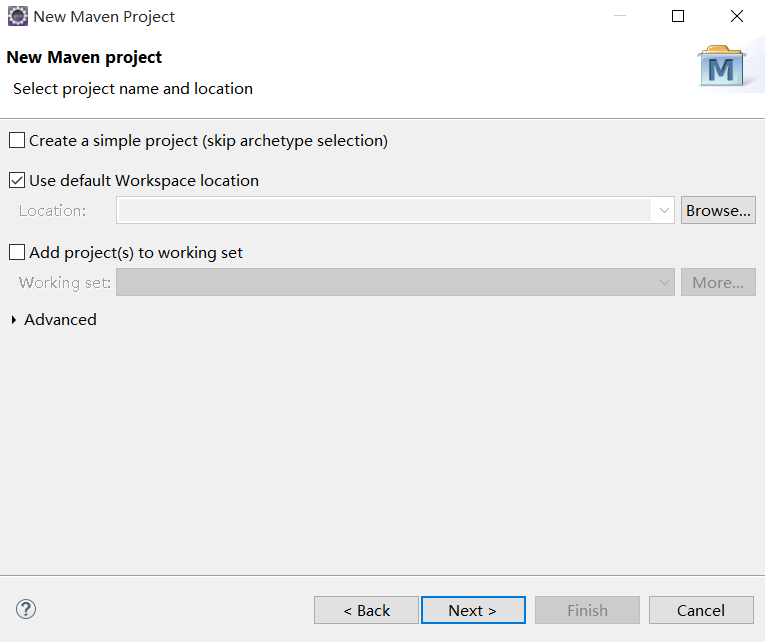 New Maven Project
New Maven project
Select project name and location
M
Create a simple project (skip archetype selection)
Use default Workspace location
Location:
Browse...
Add project(s) to working set
Working set:
More...
Advanced
?
< Back
Next >
Finish
Cancel